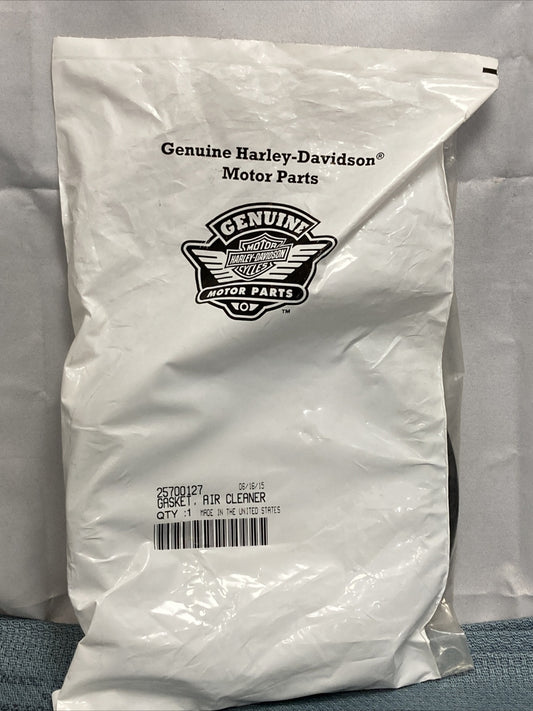 Genuine Harley-Davidson®
Motor Parts
GENUINE
MOTOR
HARLEY-DAVIDSON
CYCLES
MOTOR PARTS
TM
06/16/15
25700127
GASKET, AIR CLEANER
QTY :1 MADE IN THE UNITED STATES